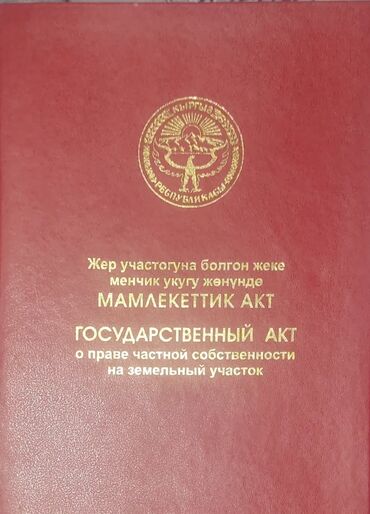 КЫРГЫЗ
РЕСПУБЛИКАСЫ
Жер участогуна болгон жеке
менчик укугу жөнүндө
МАМЛЕКЕТТИК АКТ
ГОСУДАРСТВЕННЫЙ АКТ
о праве частной собственности
на земельный участок